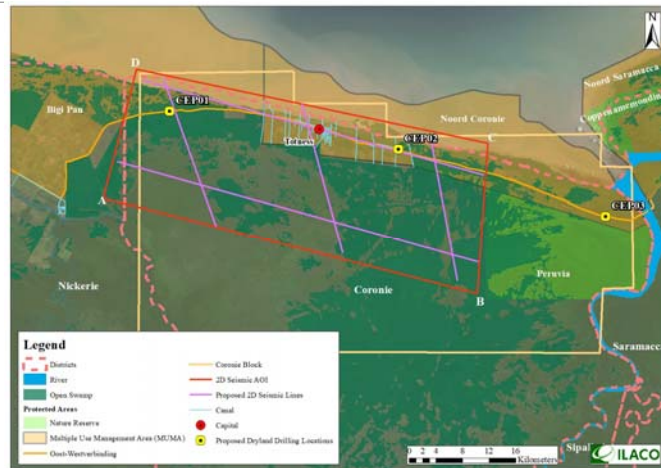 N
D
Noord Saramacca
Bigi Pan
CEP01
Coppenamemonding
Noord Coronie
Totness
CEP02
C
A
CEP03
Peruvia
Nickerie
Coronie
B
Saramacca
Legend
Districts
River
Open Swamp
Protected Areas
Nature Reserve
Multiple Use Management Area (MUMA)
Oost-Westverbinding
Coronie Block
2D Seismic AOI
Proposed 2D Seismic Lines
Canal
Capital
Proposed Dryland Drilling Locations
0 2 4 8 12 16
Kilometers
Sipal
ILACO